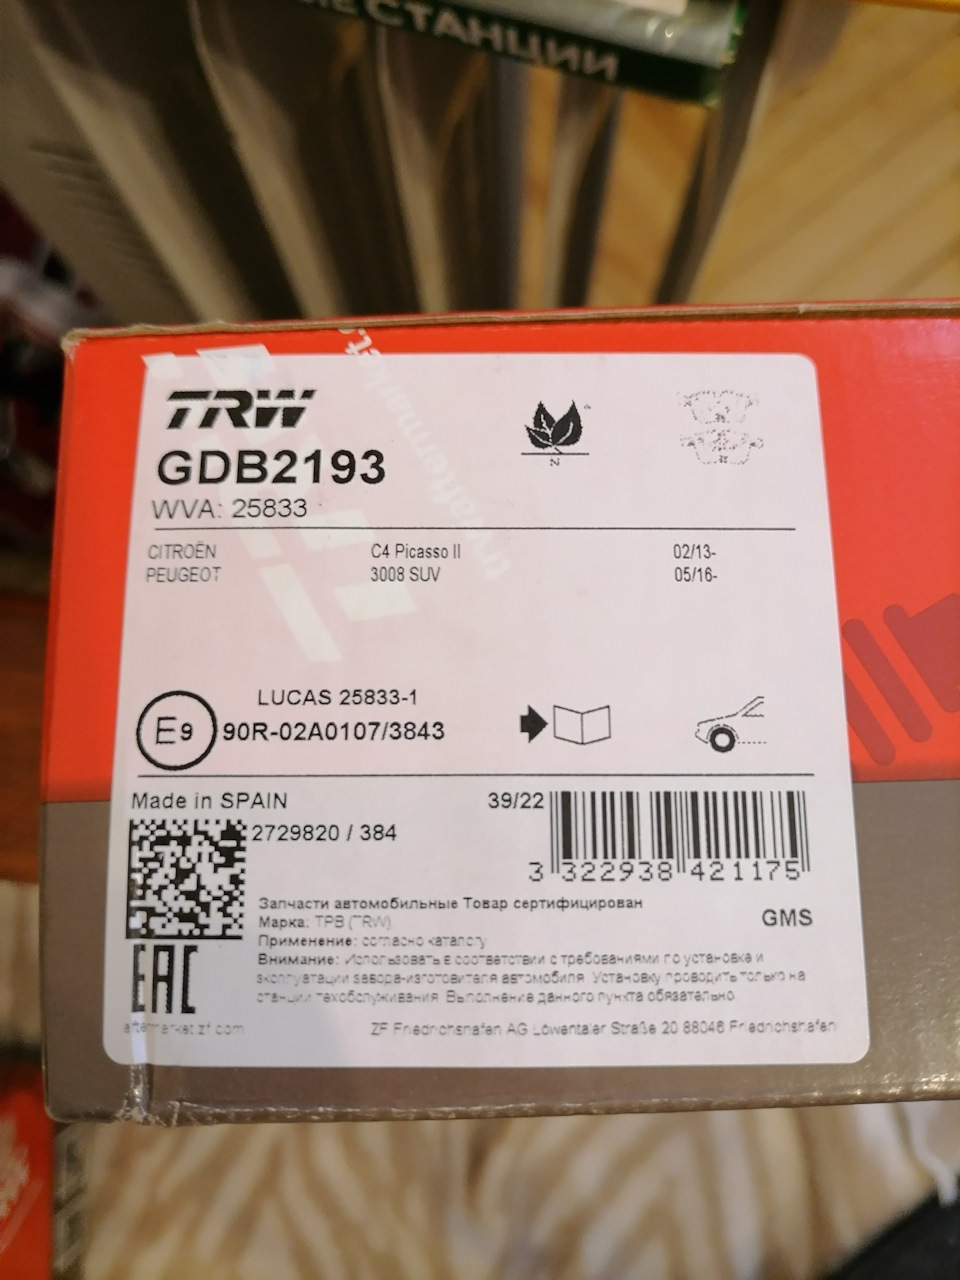 СТАНЦИИ
trwaftermarket.
TRW
GDB2193
WVA: 25833
CITROËN C4 Picasso II 02/13-
PEUGEOT 3008 SUV 05/16-
LUCAS 25833-1
E9 90R-02A0107/3843
Made in SPAIN 39/22
2729820 / 384
3 322938 421175
Запчасти автомобильные Товар сертифицирован
Марка: ТРВ (TRW)
GMS
Применение: согласно каталогу
Внимание: Использовать в соответствии с требованиями по установке и
эксплуатации завода-изготовителя автомобиля Установку проводить только на
станции техобслуживания Выполнение данного пункта обязательно
EAC
aftermarket.zf.com ZF Friedrichshafen AG Löwentaler Straße 20 88046 Friedrichshafen